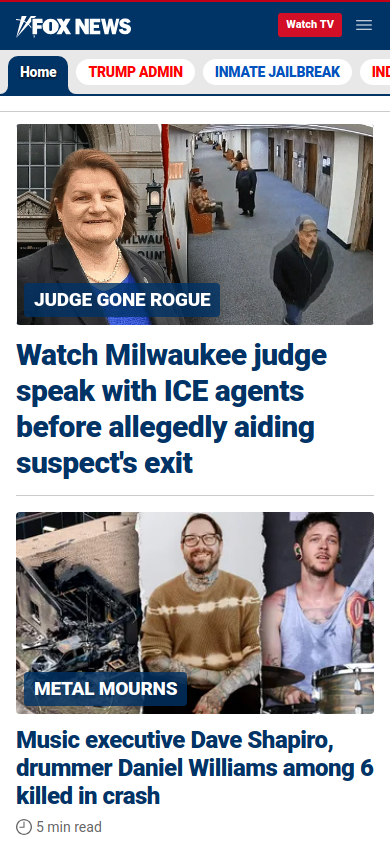 FOX NEWS
Watch TV
Home
TRUMP ADMIN
INMATE JAILBREAK
IND
MILWAU
OUN
JUDGE GONE ROGUE
Watch Milwaukee judge
speak with ICE agents
before allegedly aiding
suspect's exit
METAL MOURNS
Music executive Dave Shapiro,
drummer Daniel Williams among 6
killed in crash
5 min read